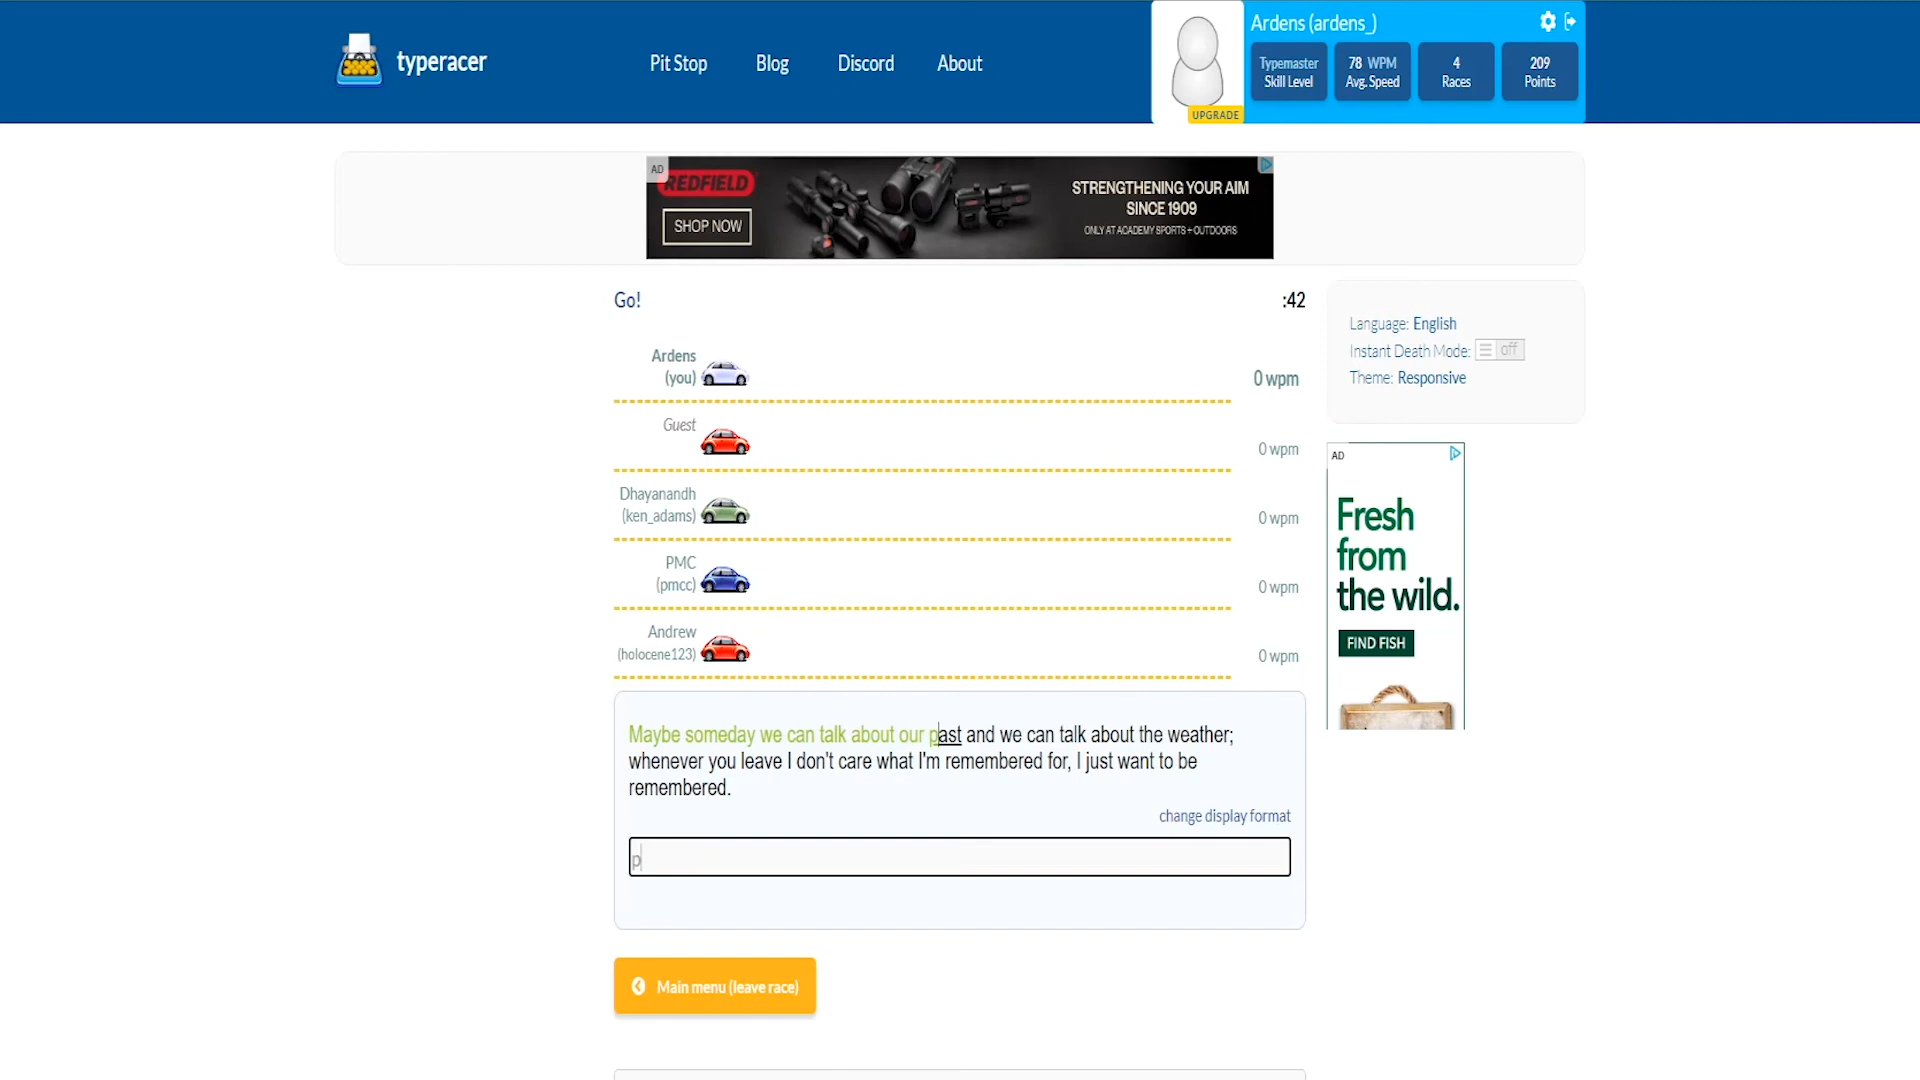 typeracer
Pit Stop
Blog
Discord
About
UPGRADE
Ardens (ardens_)
Typemaster
Skill Level
78 WPM
Avg. Speed
4
Races
209
Points
AD
REDFIELD
SHOP NOW
STRENGTHENING YOUR AIM
SINCE 1909
ONLY AT ACADEMY SPORTS + OUTDOORS
Go!
:42
Ardens
(you)
0 wpm
Guest
0 wpm
Dhayanandh
(ken_adams)
0 wpm
PMC
(pmcc)
0 wpm
Andrew
(holocene123)
0 wpm
Maybe someday we can talk about our past and we can talk about the weather;
whenever you leave I don't care what I'm remembered for, I just want to be
remembered.
change display format
p
Main menu (leave race)
Language: English
Instant Death Mode: off
Theme: Responsive
AD
Fresh
from
the wild.
FIND FISH